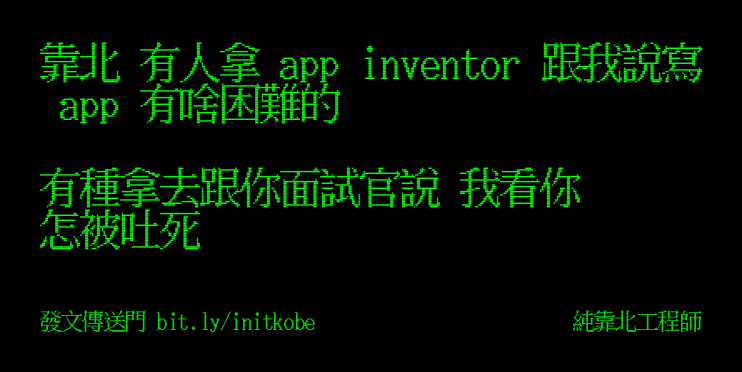 靠北 有人拿 app inventor 跟我說寫
app 有啥困難的
有種拿去跟你面試官說 我看你
怎被吐死
發文傳送門 bit.ly/initkobe
純靠北工程師